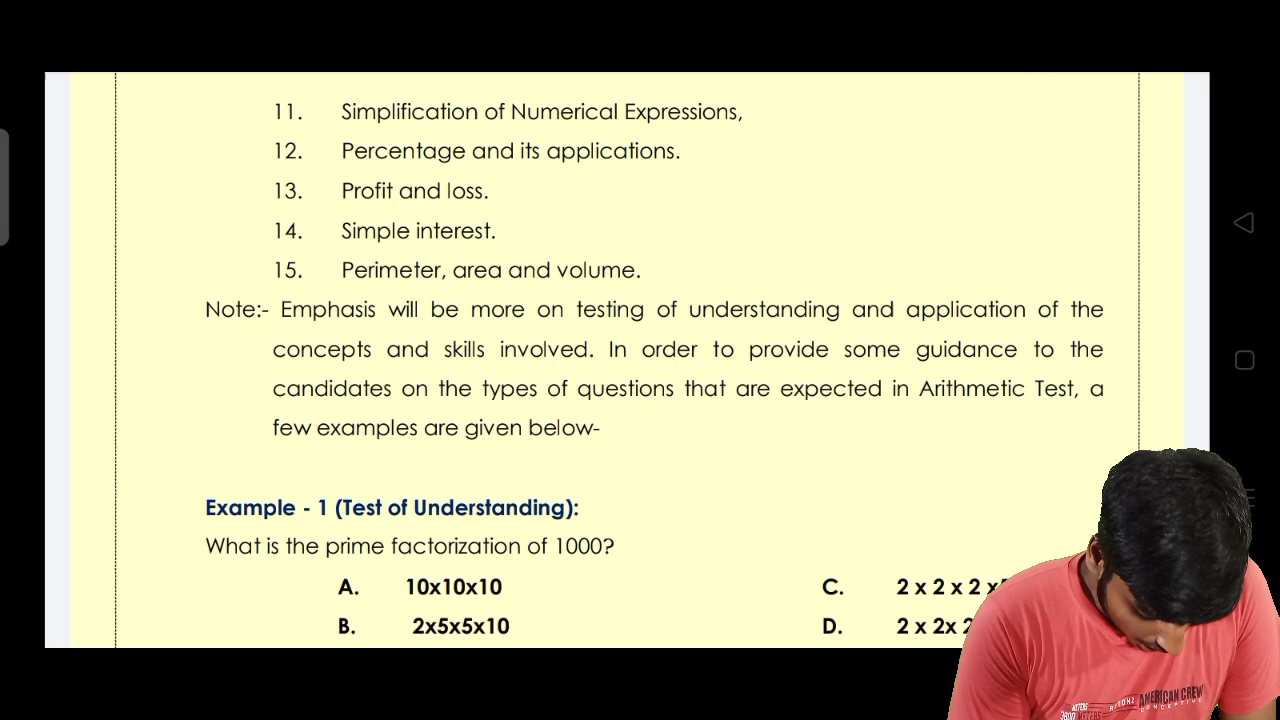 11. Simplification of Numerical Expressions,
12. Percentage and its applications.
13. Profit and loss.
14. Simple interest.
15. Perimeter, area and volume.
Note:- Emphasis will be more on testing of understanding and application of the
concepts and skills involved. In order to provide some guidance to the
candidates on the types of questions that are expected in Arithmetic Test, a
few examples are given below-
Example - 1 (Test of Understanding):
What is the prime factorization of 1000?
A. 10x10x10 C. 2 x 2 x 2 x
B. 2x5x5x10 D. 2 x 2x 2
AMERICAN CREW
CONCEPTIVE